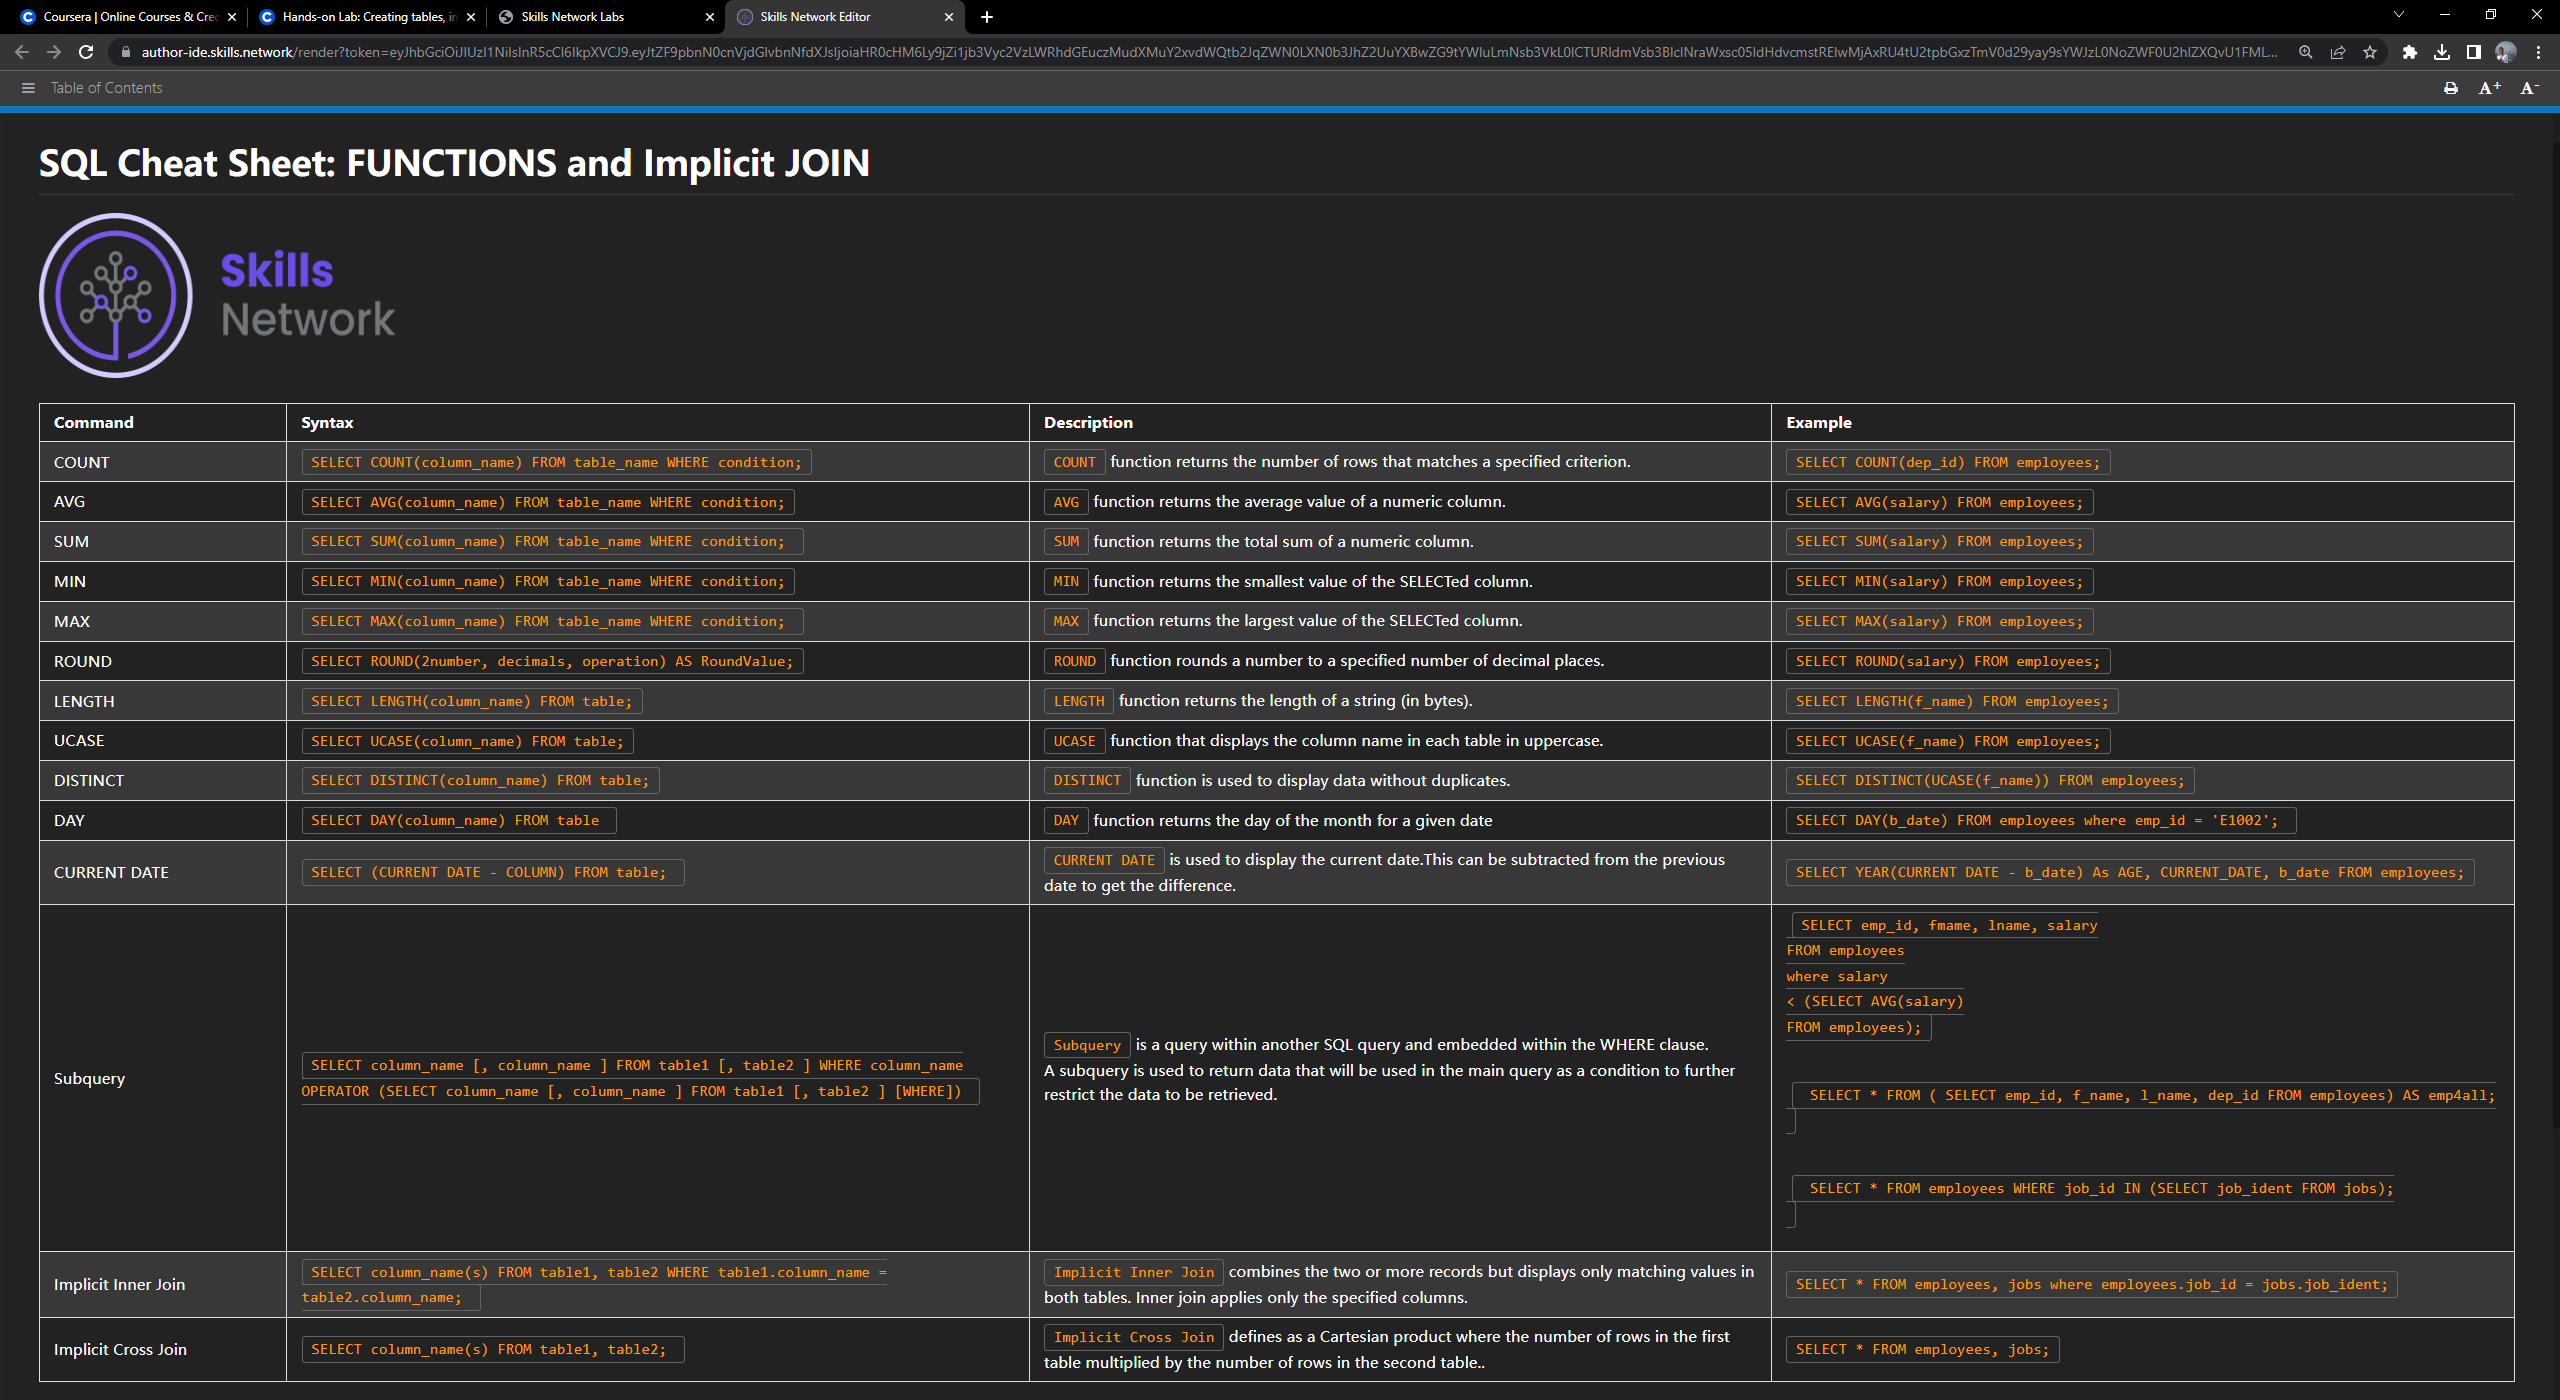 Coursera | Online Courses & Cre
Hands-on Lab: Creating tables, in
Skills Network Labs
Skills Network Editor
author-ide.skills.network/render?
Table of Contents
A+ A-
SQL Cheat Sheet: FUNCTIONS and Implicit JOIN
Skills
Network
Command Syntax Description Example
COUNT SELECT COUNT(column_name) FROM table_name WHERE condition; COUNT function returns the number of rows that matches a specified criterion. SELECT COUNT(dep_id) FROM employees;
AVG SELECT AVG(column_name) FROM table_name WHERE condition; AVG function returns the average value of a numeric column. SELECT AVG(salary) FROM employees;
SUM SELECT SUM(column_name) FROM table_name WHERE condition; SUM function returns the total sum of a numeric column. SELECT SUM(salary) FROM employees;
MIN SELECT MIN(column_name) FROM table_name WHERE condition; MIN function returns the smallest value of the SELECTed column. SELECT MIN(salary) FROM employees;
MAX SELECT MAX(column_name) FROM table_name WHERE condition; MAX function returns the largest value of the SELECTed column. SELECT MAX(salary) FROM employees;
ROUND SELECT ROUND(2number, decimals, operation) AS RoundValue; ROUND function rounds a number to a specified number of decimal places. SELECT ROUND(salary) FROM employees;
LENGTH SELECT LENGTH(column_name) FROM table; LENGTH function returns the length of a string (in bytes). SELECT LENGTH(f_name) FROM employees;
UCASE SELECT UCASE(column_name) FROM table; UCASE function that displays the column name in each table in uppercase. SELECT UCASE(f_name) FROM employees;
DISTINCT SELECT DISTINCT(column_name) FROM table; DISTINCT function is used to display data without duplicates. SELECT DISTINCT(UCASE(f_name)) FROM employees;
DAY SELECT DAY(column_name) FROM table DAY function returns the day of the month for a given date SELECT DAY(b_date) FROM employees where emp_id = 'E1002';
CURRENT DATE SELECT (CURRENT DATE - COLUMN) FROM table; CURRENT DATE is used to display the current date.This can be subtracted from the previous
date to get the difference.
SELECT YEAR(CURRENT DATE - b_date) As AGE, CURRENT_DATE, b_date FROM employees;
Subquery
SELECT column_name [, column_name ] FROM table1 [, table2 ] WHERE column_name
OPERATOR (SELECT column_name [, column_name ] FROM table1 [, table2 ] [WHERE])
Subquery is a query within another SQL query and embedded within the WHERE clause.
A subquery is used to return data that will be used in the main query as a condition to further
restrict the data to be retrieved.
SELECT emp_id, fmame, lname, salary
FROM employees
where salary
< (SELECT AVG(salary)
FROM employees);
SELECT * FROM ( SELECT emp_id, f_name, l_name, dep_id FROM employees) AS emp4all;
SELECT * FROM employees WHERE job_id IN (SELECT job_ident FROM jobs);
Implicit Inner Join
SELECT column_name(s) FROM table1, table2 WHERE table1.column_name =
table2.column_name;
Implicit Inner Join combines the two or more records but displays only matching values in
both tables. Inner join applies only the specified columns.
SELECT * FROM employees, jobs where employees.job_id = jobs.job_ident;
Implicit Cross Join
SELECT column_name(s) FROM table1, table2;
Implicit Cross Join defines as a Cartesian product where the number of rows in the first
table multiplied by the number of rows in the second table..
SELECT * FROM employees, jobs;